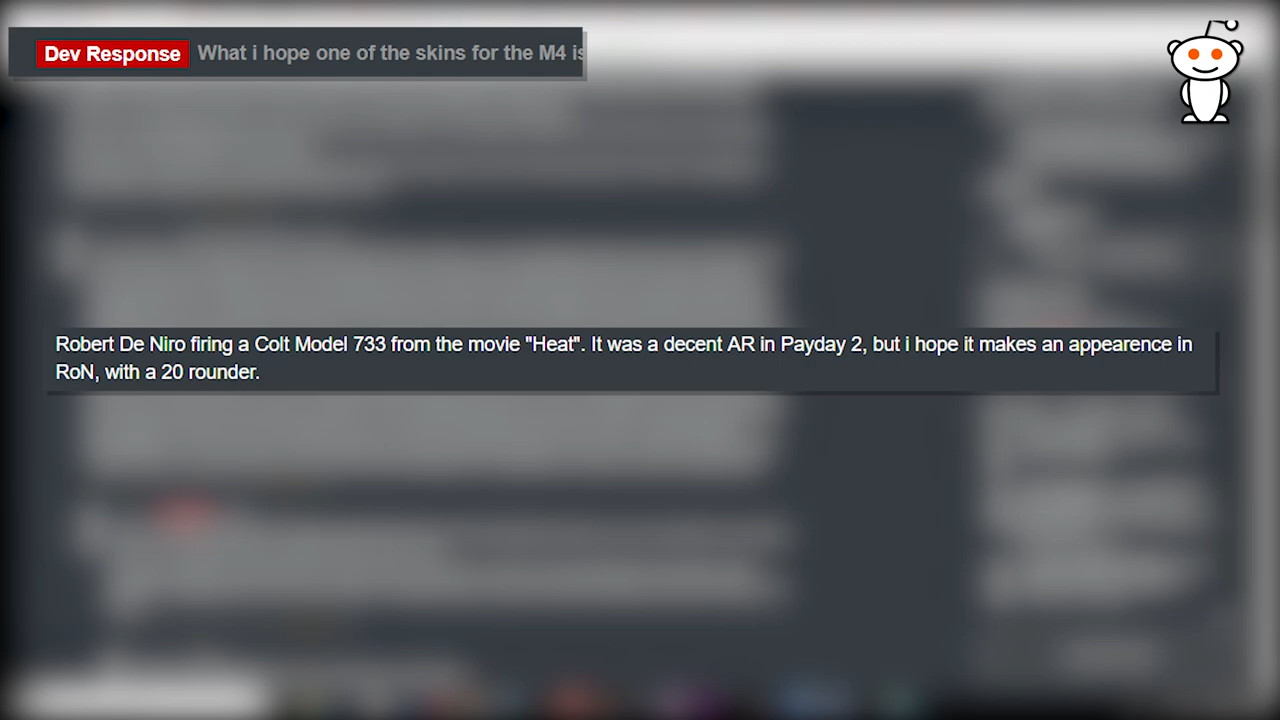 Dev Response What i hope one of the skins for the M4 is
Robert De Niro firing a Colt Model 733 from the movie "Heat". It was a decent AR in Payday 2, but i hope it makes an appearence in
RoN, with a 20 rounder.